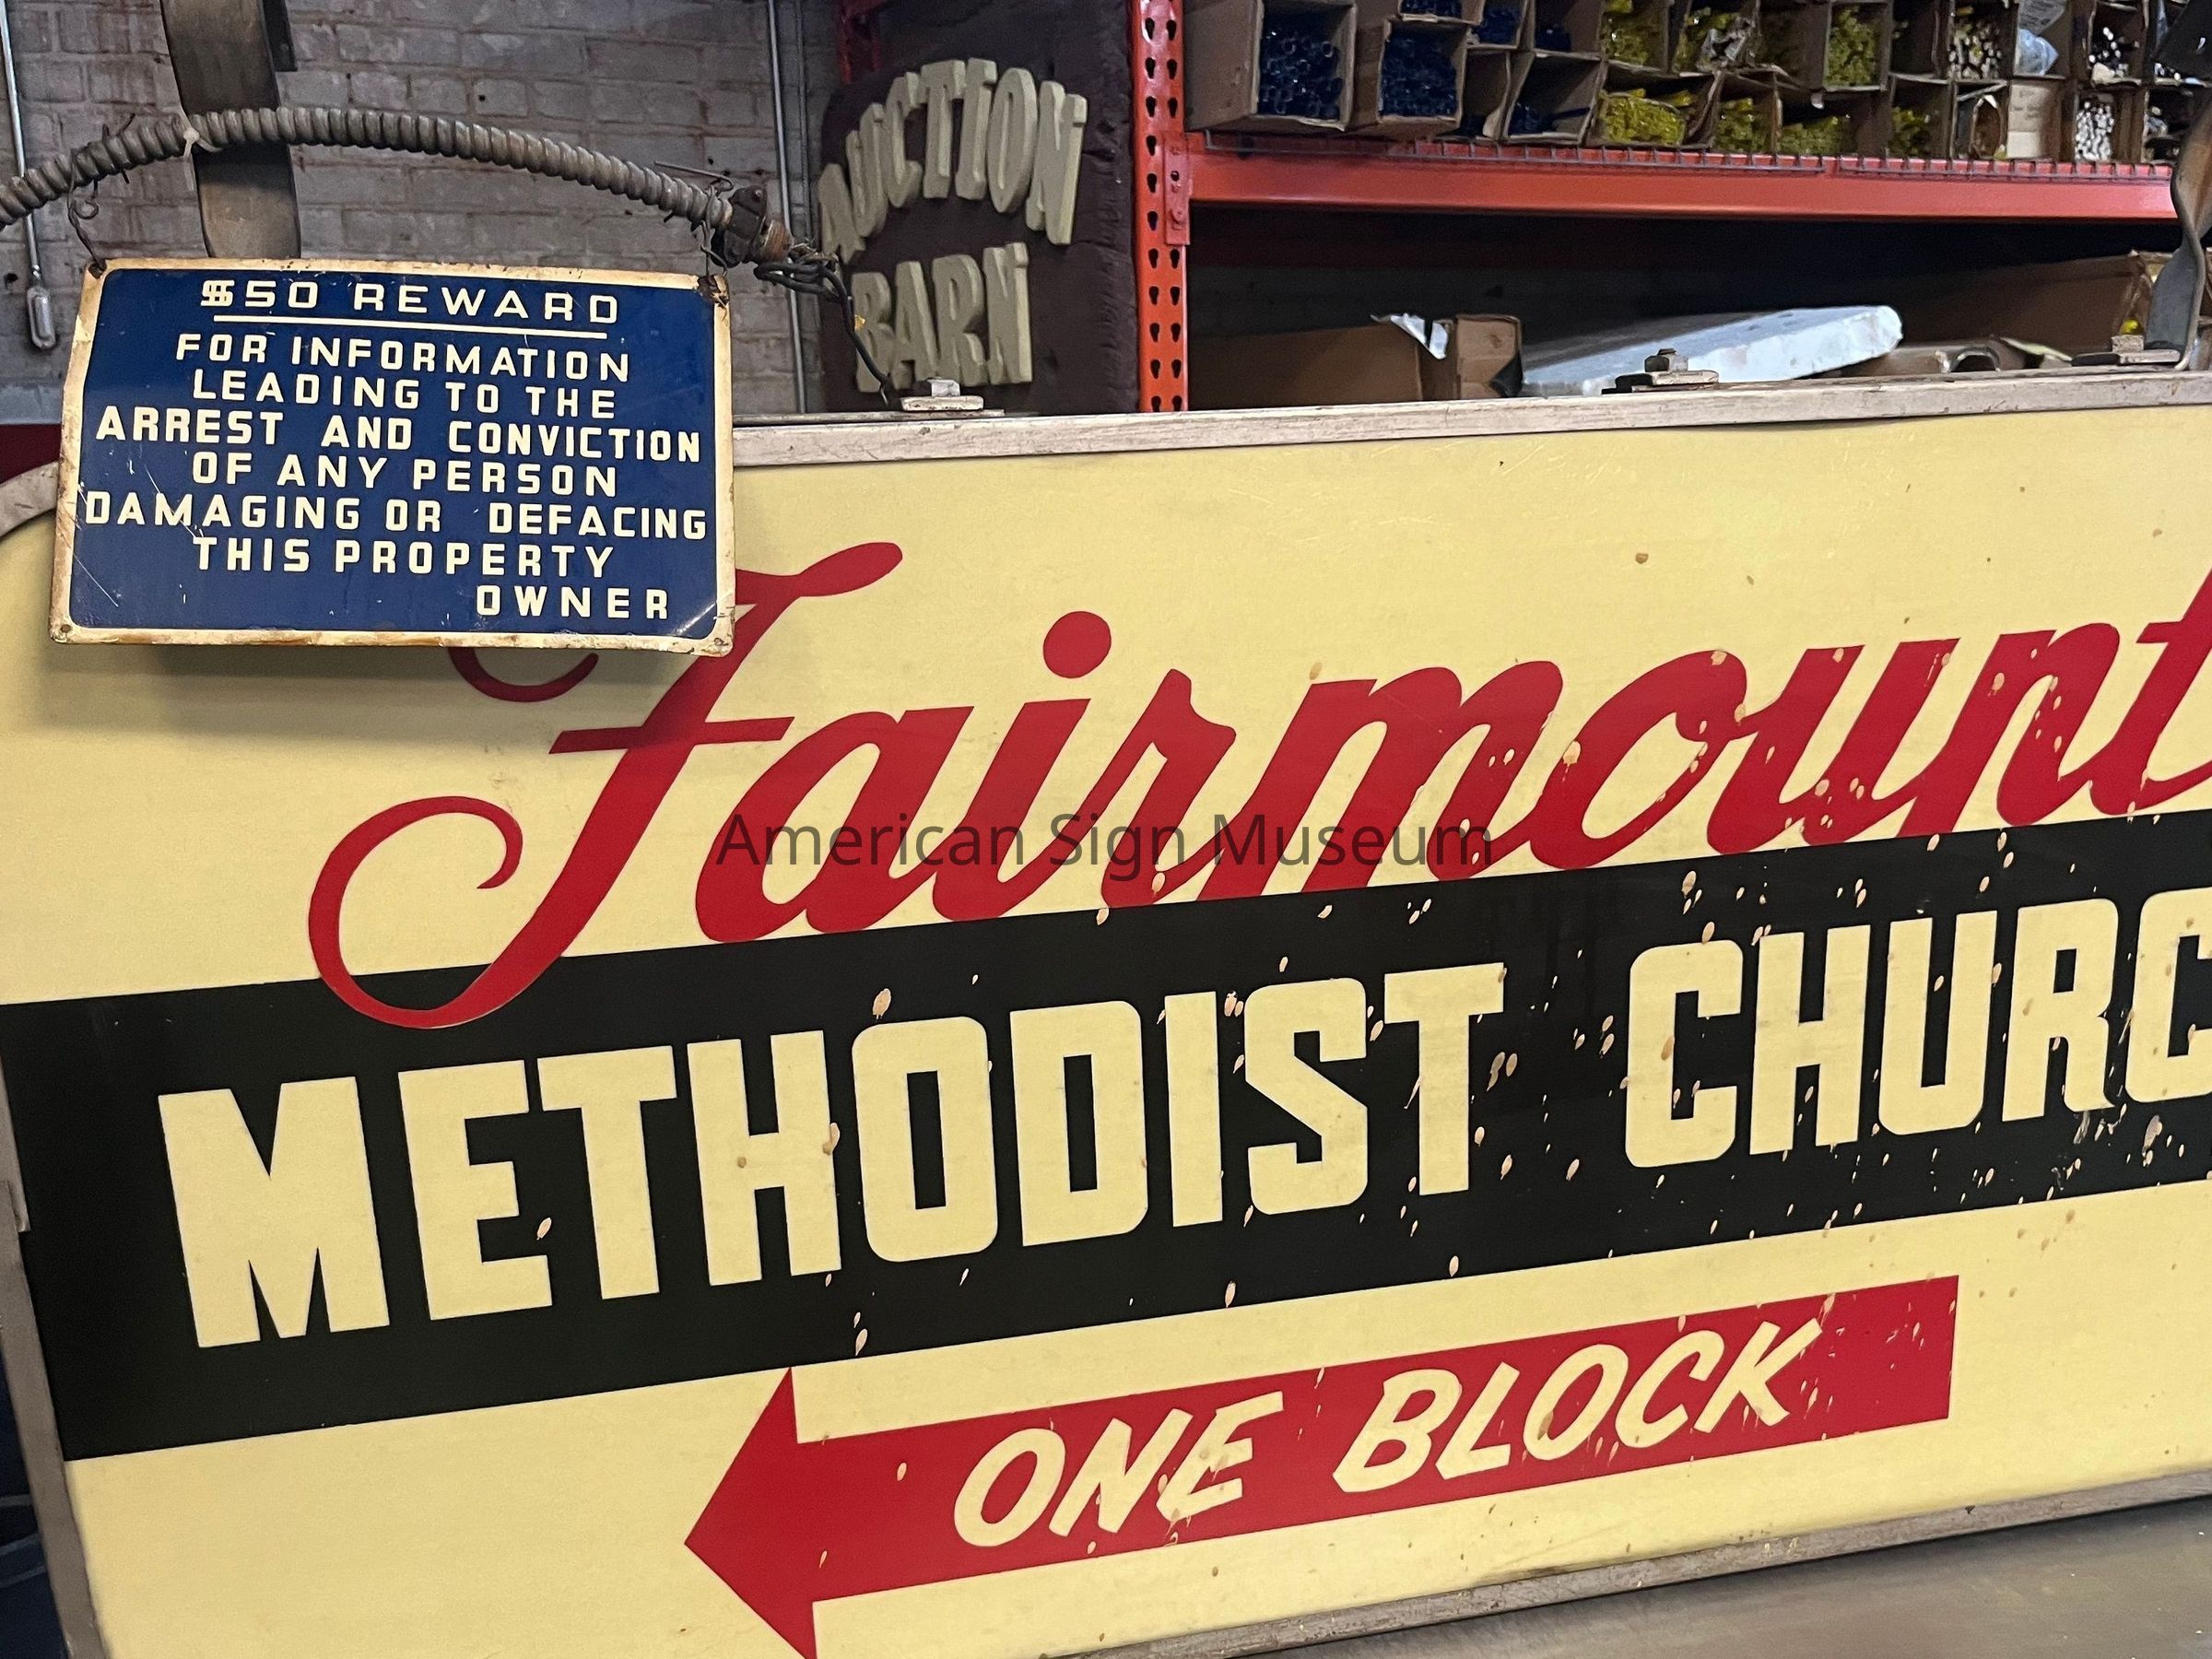 AUCTION
BARN
$50 REWARD
FOR INFORMATION
LEADING TO THE
ARREST AND CONVICTION
OF ANY PERSON
DAMAGING OR DEFACING
THIS PROPERTY
OWNER
Fairmount
American Sign Museum
METHODIST CHURC
ONE BLOCK